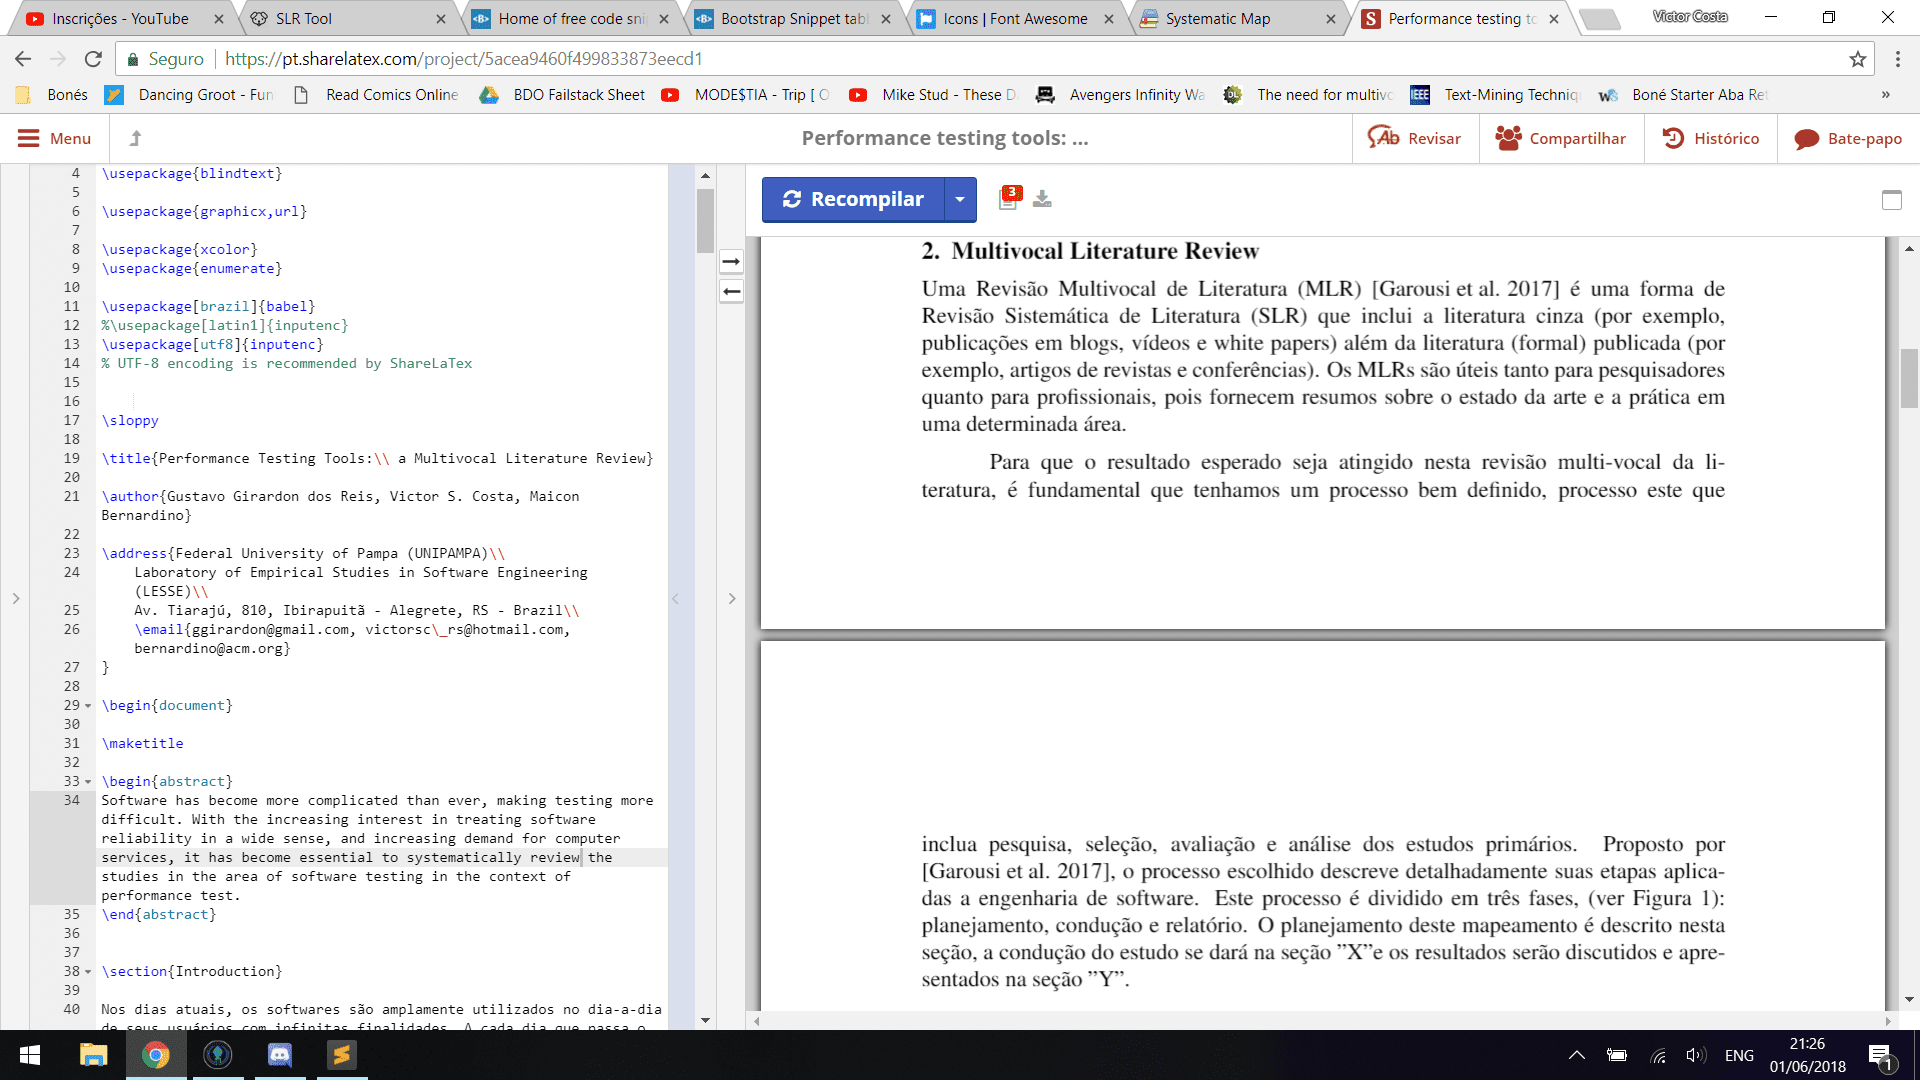 Inscrições - YouTube
SLR Tool
Home of free code sni
Bootstrap Snippet tab
Icons | Font Awesome
Systematic Map
Performance testing to
Victor Costa
Seguro
https://pt.sharelatex.com/project/5acea9460f499833873eecd1
Bonés
Dancing Groot - Fun
Read Comics Online
BDO Failstack Sheet
MODE$TIA - Trip [ O
Mike Stud - These D
Avengers Infinity Wa
The need for multivo
IEEE
Text-Mining Techniq
Boné Starter Aba Ret
»
Menu
Performance testing tools: ...
Revisar
Compartilhar
Histórico
Bate-papo
4 \usepackage{blindtext}
5
6 \usepackage{graphicx,url}
7
8 \usepackage{xcolor}
9 \usepackage{enumerate}
10
11 \usepackage[brazil]{babel}
12 %\usepackage[latin1]{inputenc}
13 \usepackage[utf8]{inputenc}
14 % UTF-8 encoding is recommended by ShareLaTex
15
16
17 \sloppy
18
19 \title{Performance Testing Tools:\\ a Multivocal Literature Review}
20
21 \author{Gustavo Girardon dos Reis, Victor S. Costa, Maicon
Bernardino}
22
23 \address{Federal University of Pampa (UNIPAMPA)\\
24 Laboratory of Empirical Studies in Software Engineering
(LESSE)\\
25 Av. Tiarajú, 810, Ibirapuitã - Alegrete, RS - Brazil\\
26 \email{ggirardon@gmail.com, victorsc\_rs@hotmail.com,
bernardino@acm.org}
27 }
28
29 \begin{document}
30
31 \maketitle
32
33 \begin{abstract}
34 Software has become more complicated than ever, making testing more
difficult. With the increasing interest in treating software
reliability in a wide sense, and increasing demand for computer
services, it has become essential to systematically review the
studies in the area of software testing in the context of
performance test.
35 \end{abstract}
36
37
38 \section{Introduction}
39
40 Nos dias atuais, os softwares são amplamente utilizados no dia-a-dia
de seus usuários com infinitas finalidades. A cada dia que passa o
Recompilar
3
2. Multivocal Literature Review
Uma Revisão Multivocal de Literatura (MLR) [Garousi et al. 2017] é uma forma de
Revisão Sistemática de Literatura (SLR) que inclui a literatura cinza (por exemplo,
publicações em blogs, vídeos e white papers) além da literatura (formal) publicada (por
exemplo, artigos de revistas e conferências). Os MLRs são úteis tanto para pesquisadores
quanto para profissionais, pois fornecem resumos sobre o estado da arte e a prática em
uma determinada área.
Para que o resultado esperado seja atingido nesta revisão multi-vocal da li-
teratura, é fundamental que tenhamos um processo bem definido, processo este que
inclua pesquisa, seleção, avaliação e análise dos estudos primários. Proposto por
[Garousi et al. 2017], o processo escolhido descreve detalhadamente suas etapas aplica-
das a engenharia de software. Este processo é dividido em três fases, (ver Figura 1):
planejamento, condução e relatório. O planejamento deste mapeamento é descrito nesta
seção, a condução do estudo se dará na seção ”X”e os resultados serão discutidos e apre-
sentados na seção ”Y”.
ENG
21:26
01/06/2018
1